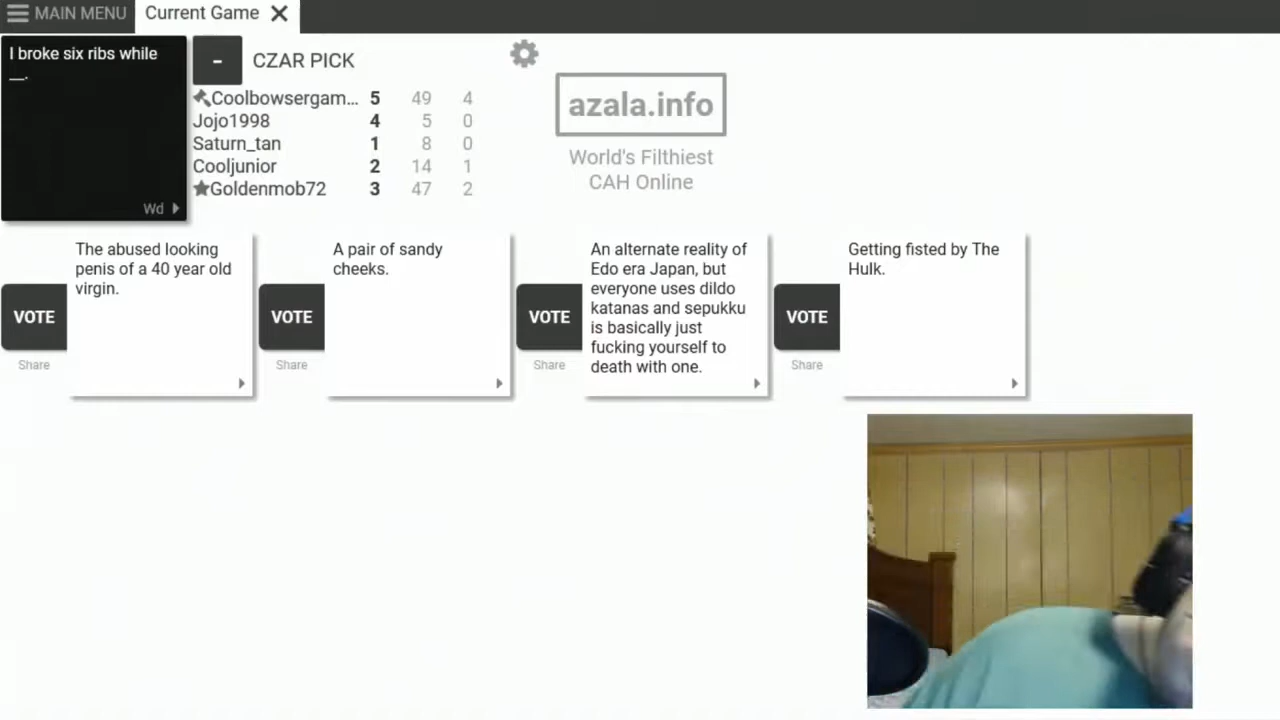 MAIN MENU
Current Game
I broke six ribs while
__.
Wd
-
CZAR PICK
Coolbowsergam... 5 49 4
Jojo1998 4 5 0
Saturn_tan 1 8 0
Cooljunior 2 14 1
Goldenmob72 3 47 2
azala.info
World's Filthiest
CAH Online
VOTE
Share
The abused looking
penis of a 40 year old
virgin.
VOTE
Share
A pair of sandy
cheeks.
VOTE
Share
An alternate reality of
Edo era Japan, but
everyone uses dildo
katanas and sepukku
is basically just
fucking yourself to
death with one.
VOTE
Share
Getting fisted by The
Hulk.